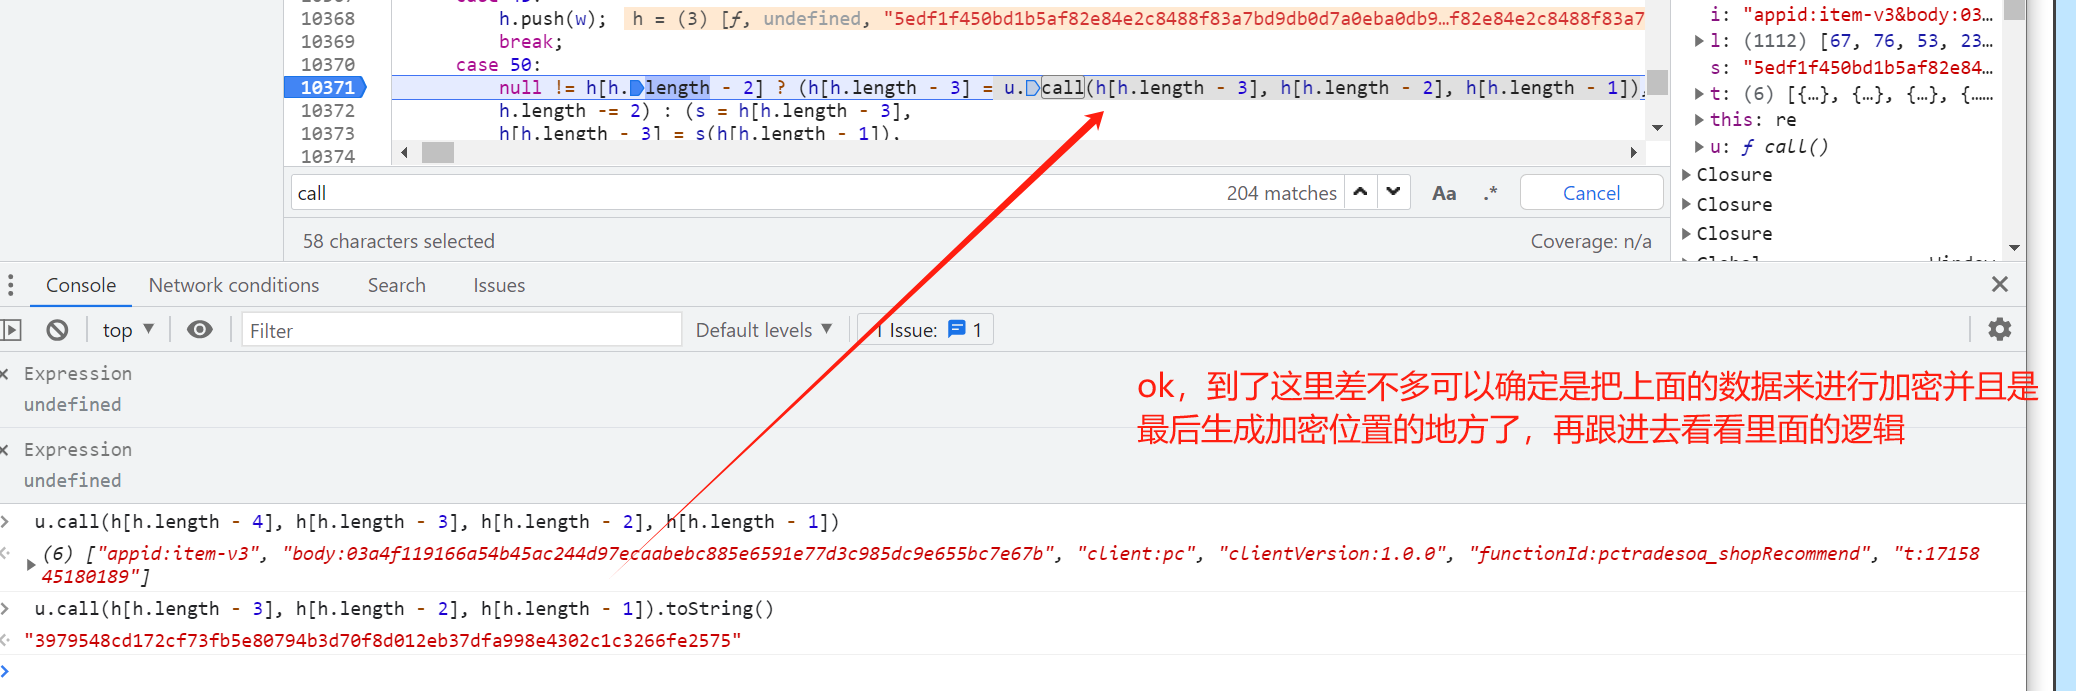 case 43:
10368 h.push(w); h = (3) [ƒ, undefined, "5edf1f450bd1b5af82e84e2c8488f83a7bd9db0d7a0eba0db9…f82e84e2c8488f83a7
10369 break;
10370 case 50:
10371 null != h[h.length - 2] ? (h[h.length - 3] = u.call(h[h.length - 3], h[h.length - 2], h[h.length - 1]),
10372 h.length -= 2) : (s = h[h.length - 3],
10373 h[h.length - 3] = s(h[h.length - 1]),
10374
i: "appid:item-v3&body:03…
l: (1112) [67, 76, 53, 23…
s: "5edf1f450bd1b5af82e84…
t: (6) [{…}, {…}, {…}, {……
this: re
u: ƒ call()
Closure
Closure
Closure
Global Window
call 204 matches Aa .* Cancel
58 characters selected Coverage: n/a
Console Network conditions Search Issues
top Filter Default levels 1 Issue: 1
Expression
undefined
Expression
undefined
ok，到了这里差不多可以确定是把上面的数据来进行加密并且是
最后生成加密位置的地方了，再跟进去看看里面的逻辑
u.call(h[h.length - 4], h[h.length - 3], h[h.length - 2], h[h.length - 1])
(6) ["appid:item-v3", "body:03a4f119166a54b45ac244d97ecaabebc885e6591e77d3c985dc9e655bc7e67b", "client:pc", "clientVersion:1.0.0", "functionId:pctradesoa_shopRecommend", "t:1715
845180189"]
u.call(h[h.length - 3], h[h.length - 2], h[h.length - 1]).toString()
"3979548cd172cf73fb5e80794b3d70f8d012eb37dfa998e4302c1c3266fe2575"